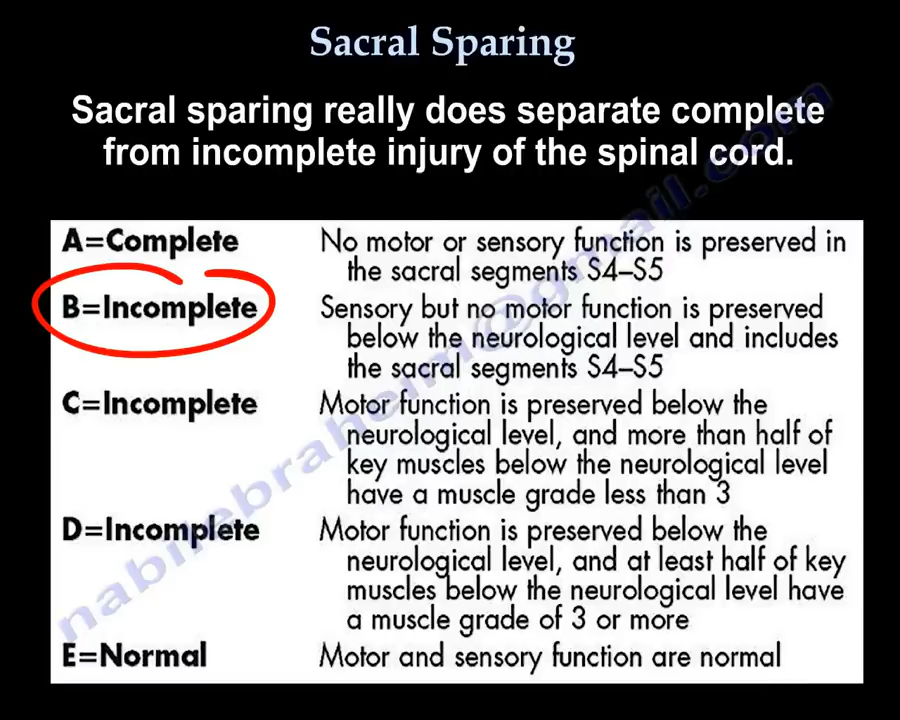 Sacral Sparing
Sacral sparing really does separate complete
from incomplete injury of the spinal cord.
A=Complete No motor or sensory function is preserved in
the sacral segments S4–S5
B=Incomplete Sensory but no motor function is preserved
below the neurological level and includes
the sacral segments S4–S5
C=Incomplete Motor function is preserved below the
neurological level, and more than half of
key muscles below the neurological level
have a muscle grade less than 3
D=Incomplete Motor function is preserved below the
neurological level, and at least half of key
muscles below the neurological level have
a muscle grade of 3 or more
E=Normal Motor and sensory function are normal
nabilebraheim@gmail.com